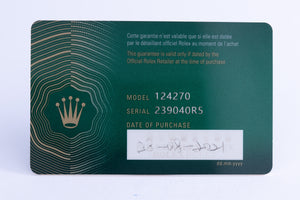 Cette garantie n'est valable que si elle est datée
par le détaillant officiel Rolex au moment de l'achat
This guarantee is valid only if dated by the
Official Rolex Retailer at the time of purchase
MODEL 124270
SERIAL 239040R5
DATE OF PURCHASE
dd.mm.yyyy